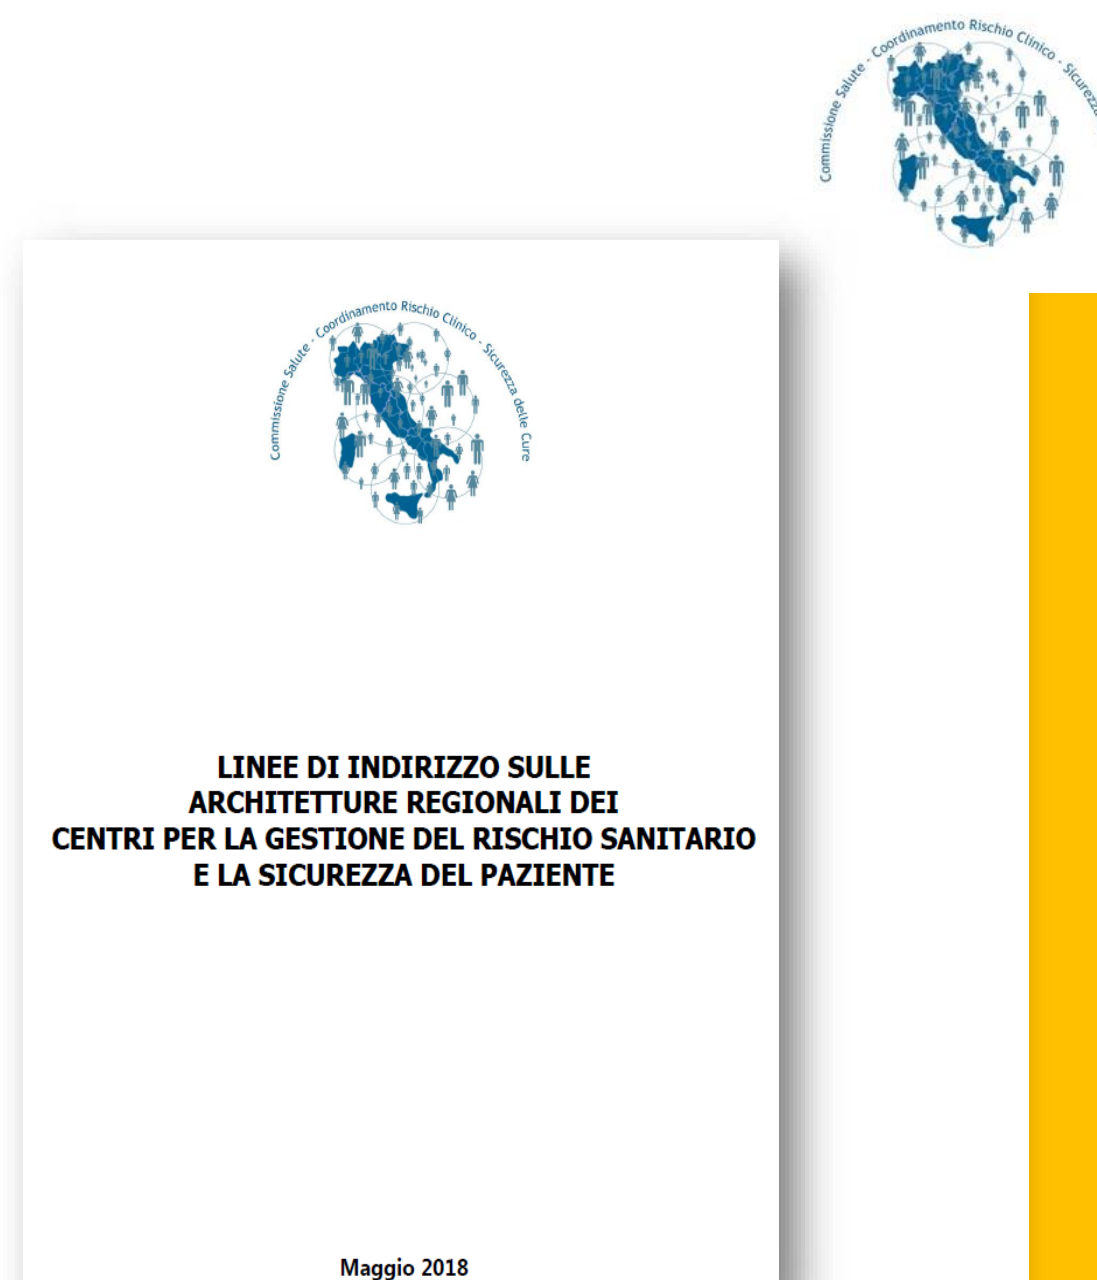 Commissione Salute - Coordinamento Rischio Clinico - Sicurezza
Commissione Salute - Coordinamento Rischio Clinico - Sicurezza delle Cure
LINEE DI INDIRIZZO SULLE
ARCHITETTURE REGIONALI DEI
CENTRI PER LA GESTIONE DEL RISCHIO SANITARIO
E LA SICUREZZA DEL PAZIENTE
Maggio 2018